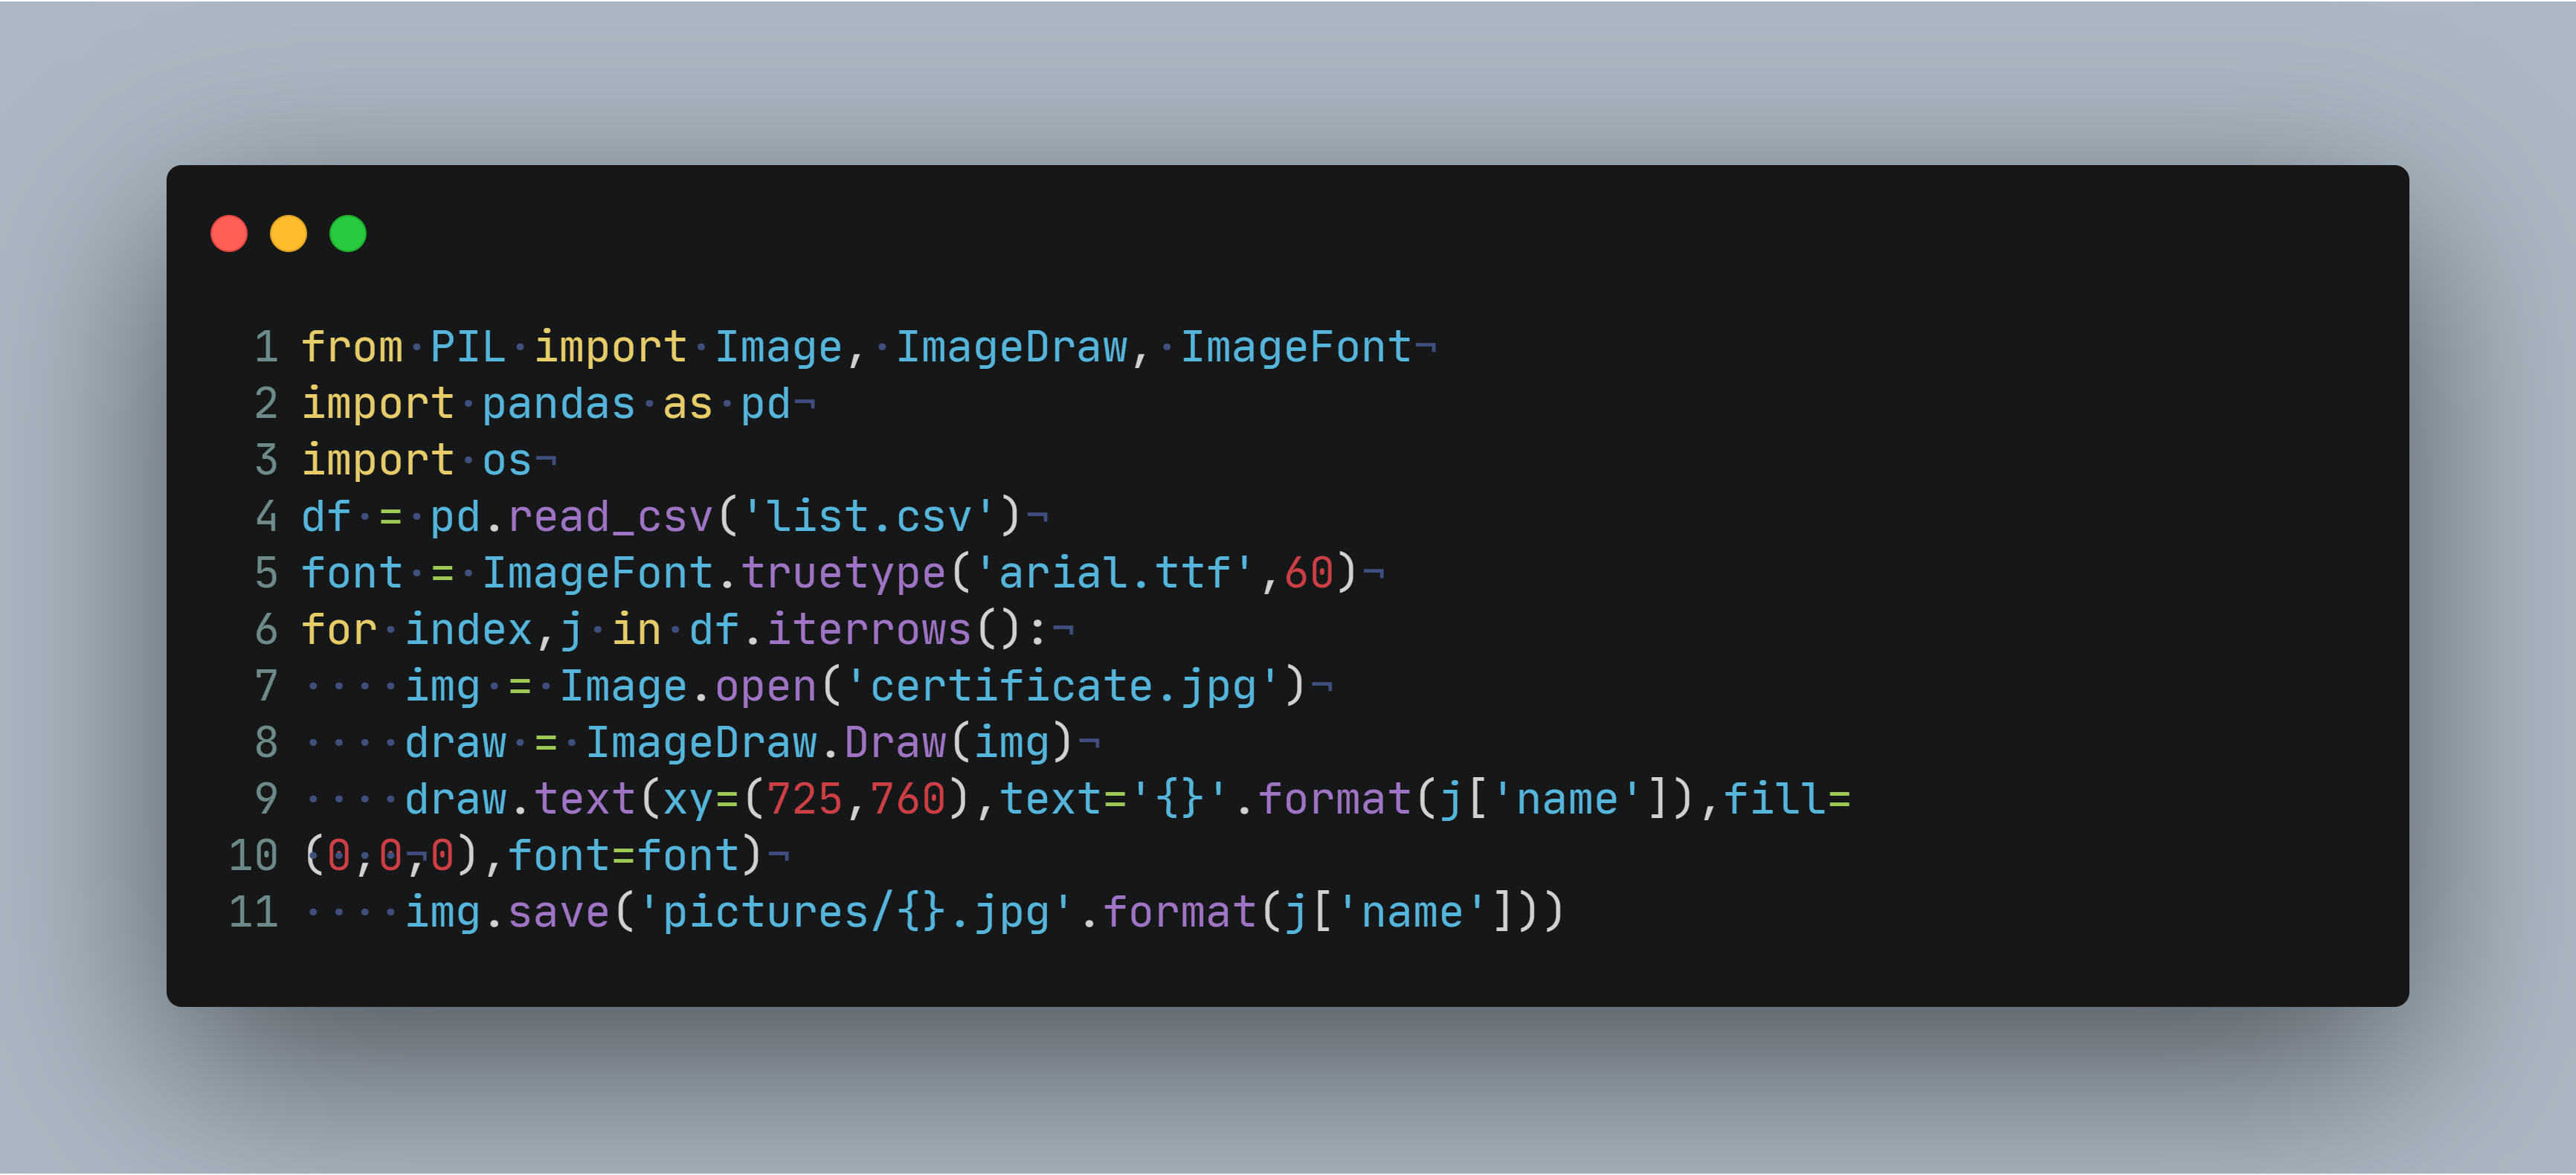 1 from PIL import Image, ImageDraw, ImageFont¬
2 import pandas as pd¬
3 import os¬
4 df = pd.read_csv('list.csv')¬
5 font = ImageFont.truetype('arial.ttf',60)¬
6 for index,j in df.iterrows():¬
7     img = Image.open('certificate.jpg')¬
8     draw = ImageDraw.Draw(img)¬
9     draw.text(xy=(725,760),text='{}'.format(j['name']),fill=
10 (0,0,0),font=font)¬
11     img.save('pictures/{}.jpg'.format(j['name']))